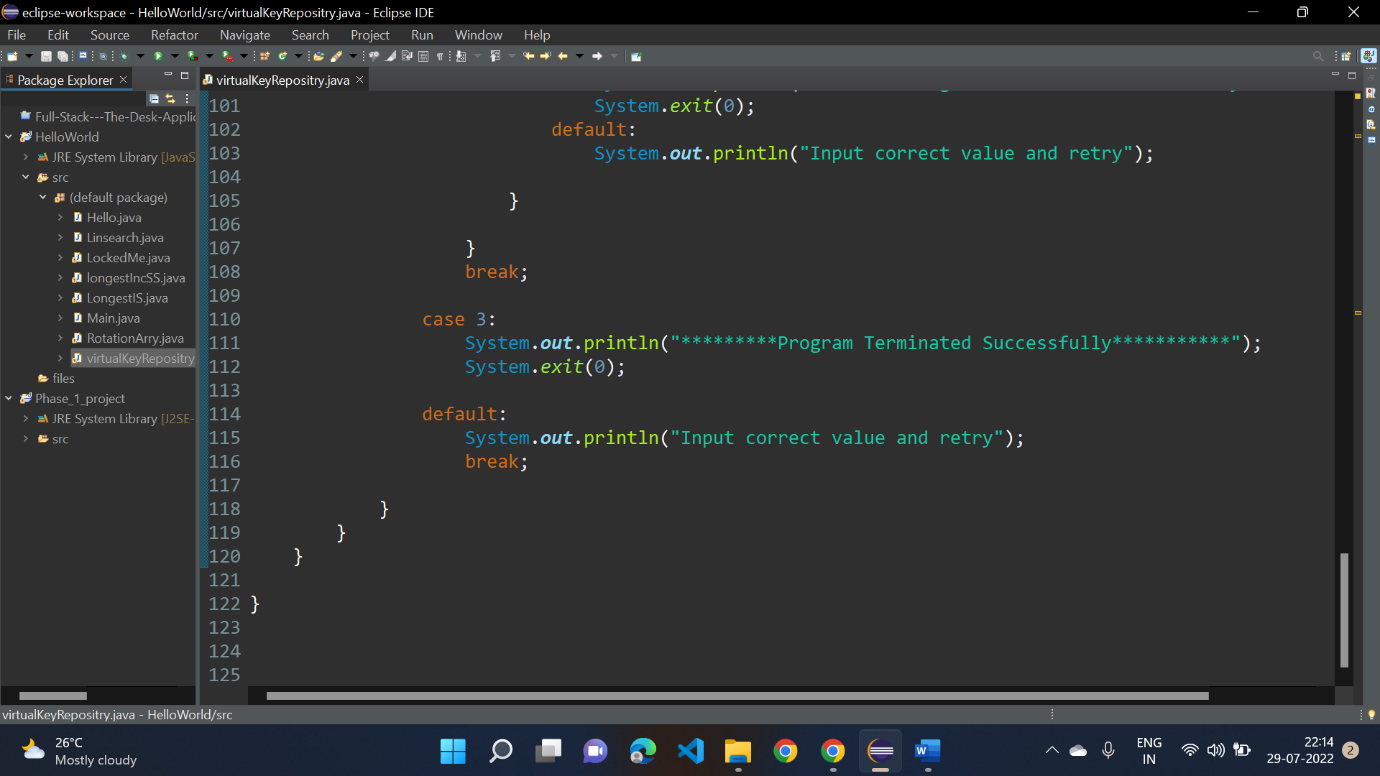 eclipse-workspace - HelloWorld/src/virtualKeyRepositry.java - Eclipse IDE
File Edit Source Refactor Navigate Search Project Run Window Help
Package Explorer
virtualKeyRepositry.java
Full-Stack---The-Desk-Applic
HelloWorld
JRE System Library [JavaS
src
(default package)
Hello.java
Linsearch.java
LockedMe.java
longestIncSS.java
LongestIS.java
Main.java
RotationArry.java
virtualKeyRepositry
files
Phase_1_project
JRE System Library [J2SE-
src
101 System.exit(0);
102 default:
103 System.out.println("Input correct value and retry");
104
105 }
106
107 }
108 break;
109
110 case 3:
111 System.out.println("*********Program Terminated Successfully***********");
112 System.exit(0);
113
114 default:
115 System.out.println("Input correct value and retry");
116 break;
117
118 }
119 }
120 }
121
122 }
123
124
125
virtualKeyRepositry.java - HelloWorld/src
26°C
Mostly cloudy
ENG
IN
22:14
29-07-2022
2